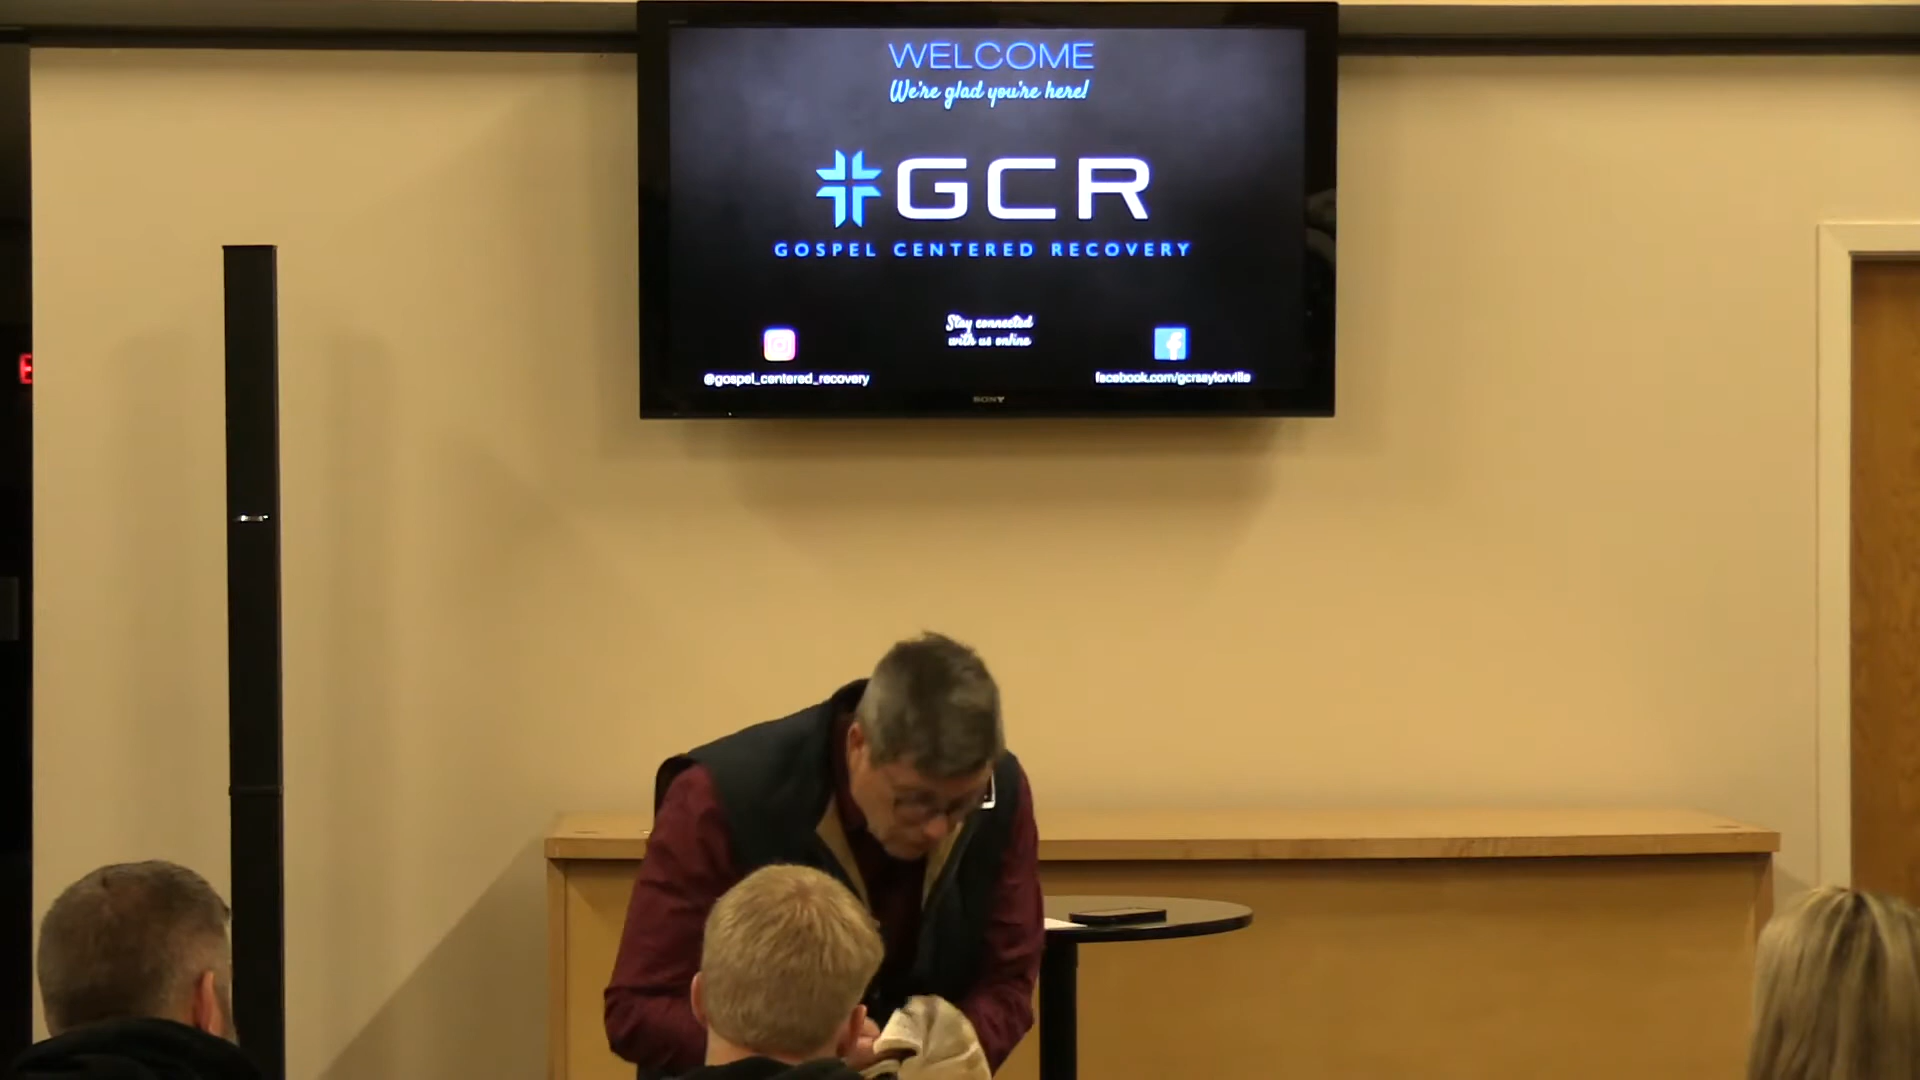 WELCOME
We're glad you're here!
GCR
GOSPEL CENTERED RECOVERY
Stay connected
with us online
@gospel_centered_recovery
facebook.com/gcrsaylorville
SONY
E